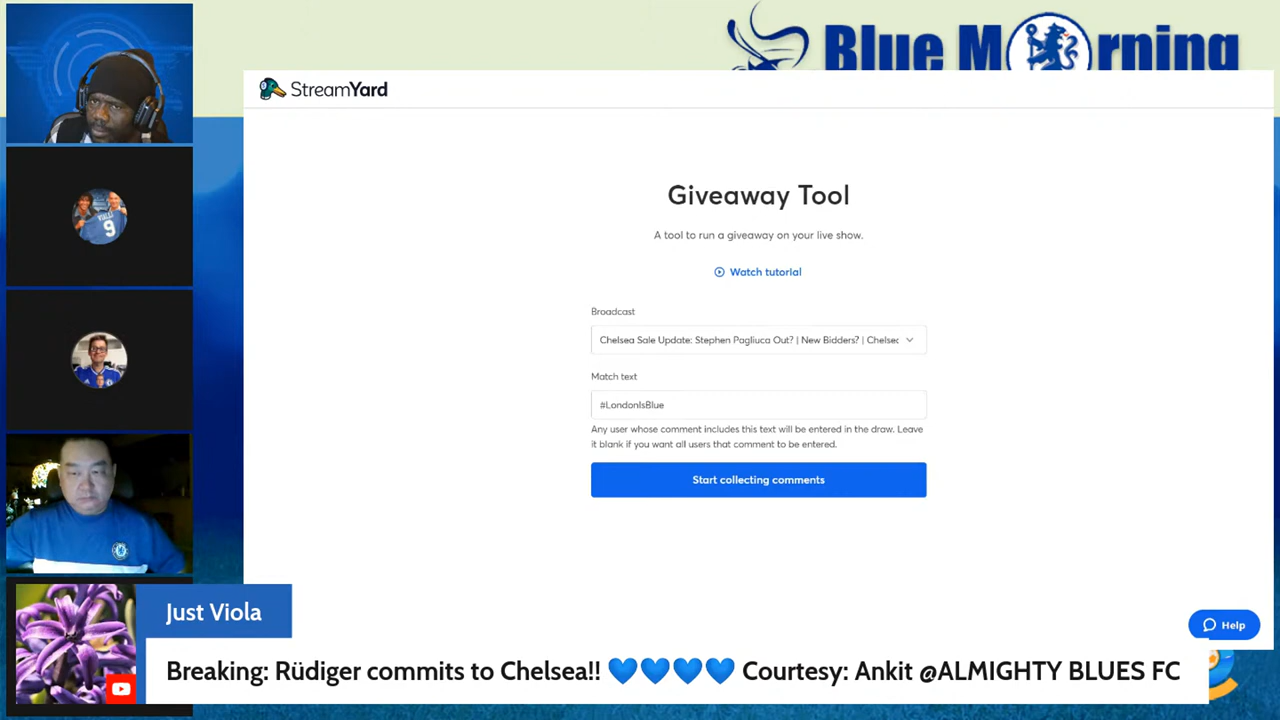 Blue M rning
StreamYard
Giveaway Tool
A tool to run a giveaway on your live show.
Watch tutorial
Broadcast
Chelsea Sale Update: Stephen Pagliuca Out? | New Bidders? | Chelsec
Match text
#LondonIsBlue
Any user whose comment includes this text will be entered in the draw. Leave
it blank if you want all users that comment to be entered.
Start collecting comments
Help
9
Just Viola
Breaking: Rüdiger commits to Chelsea!! 💙💙💙💙 Courtesy: Ankit @ALMIGHTY BLUES FC